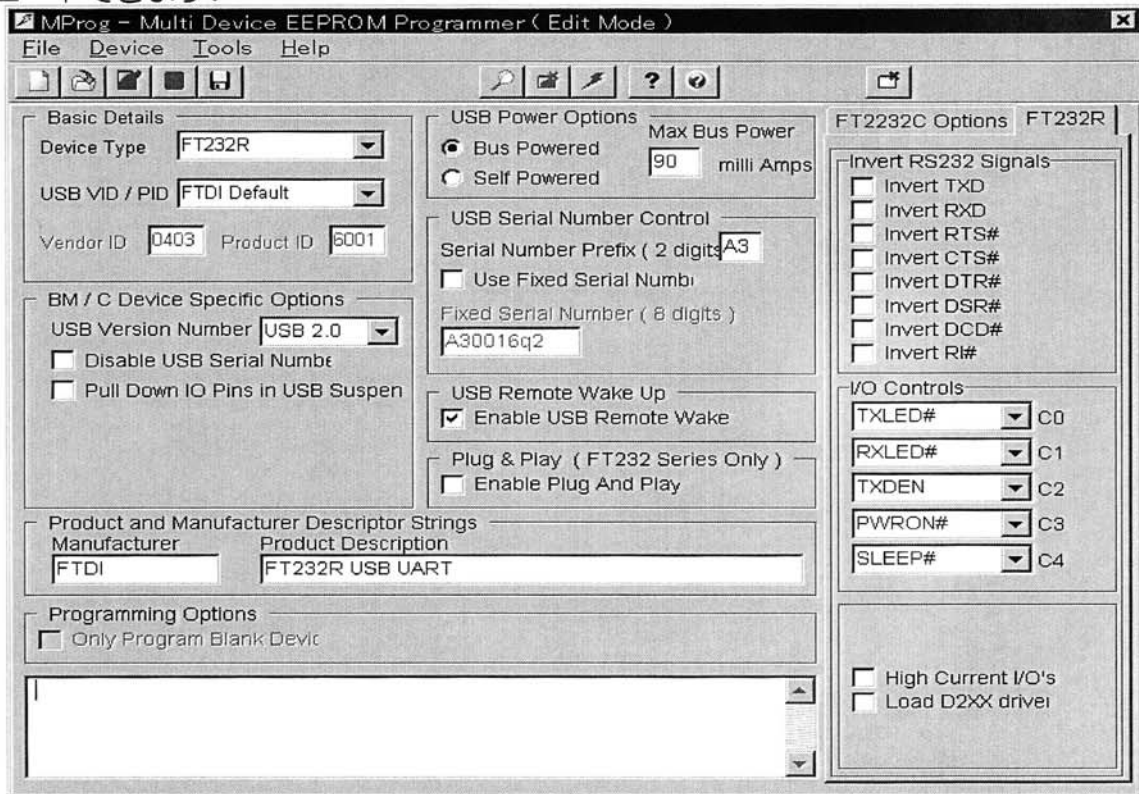 MProg - Multi Device EEPROM Programmer ( Edit Mode )
File Device Tools Help
Basic Details
Device Type FT232R
USB VID / PID FTDI Default
Vendor ID 0403 Product ID 6001
BM / C Device Specific Options
USB Version Number USB 2.0
Disable USB Serial Numbe
Pull Down IO Pins in USB Suspen
USB Power Options
Bus Powered
Self Powered
Max Bus Power
90 milli Amps
USB Serial Number Control
Serial Number Prefix ( 2 digits A3
Use Fixed Serial Numb
Fixed Serial Number ( 8 digits )
A30016q2
USB Remote Wake Up
Enable USB Remote Wake
Plug & Play ( FT232 Series Only )
Enable Plug And Play
Product and Manufacturer Descriptor Strings
Manufacturer Product Description
FTDI FT232R USB UART
Programming Options
Only Program Blank Devic
FT2232C Options FT232R
Invert RS232 Signals
Invert TXD
Invert RXD
Invert RTS#
Invert CTS#
Invert DTR#
Invert DSR#
Invert DCD#
Invert RI#
I/O Controls
TXLED# C0
RXLED# C1
TXDEN C2
PWRON# C3
SLEEP# C4
High Current I/O's
Load D2XX driver